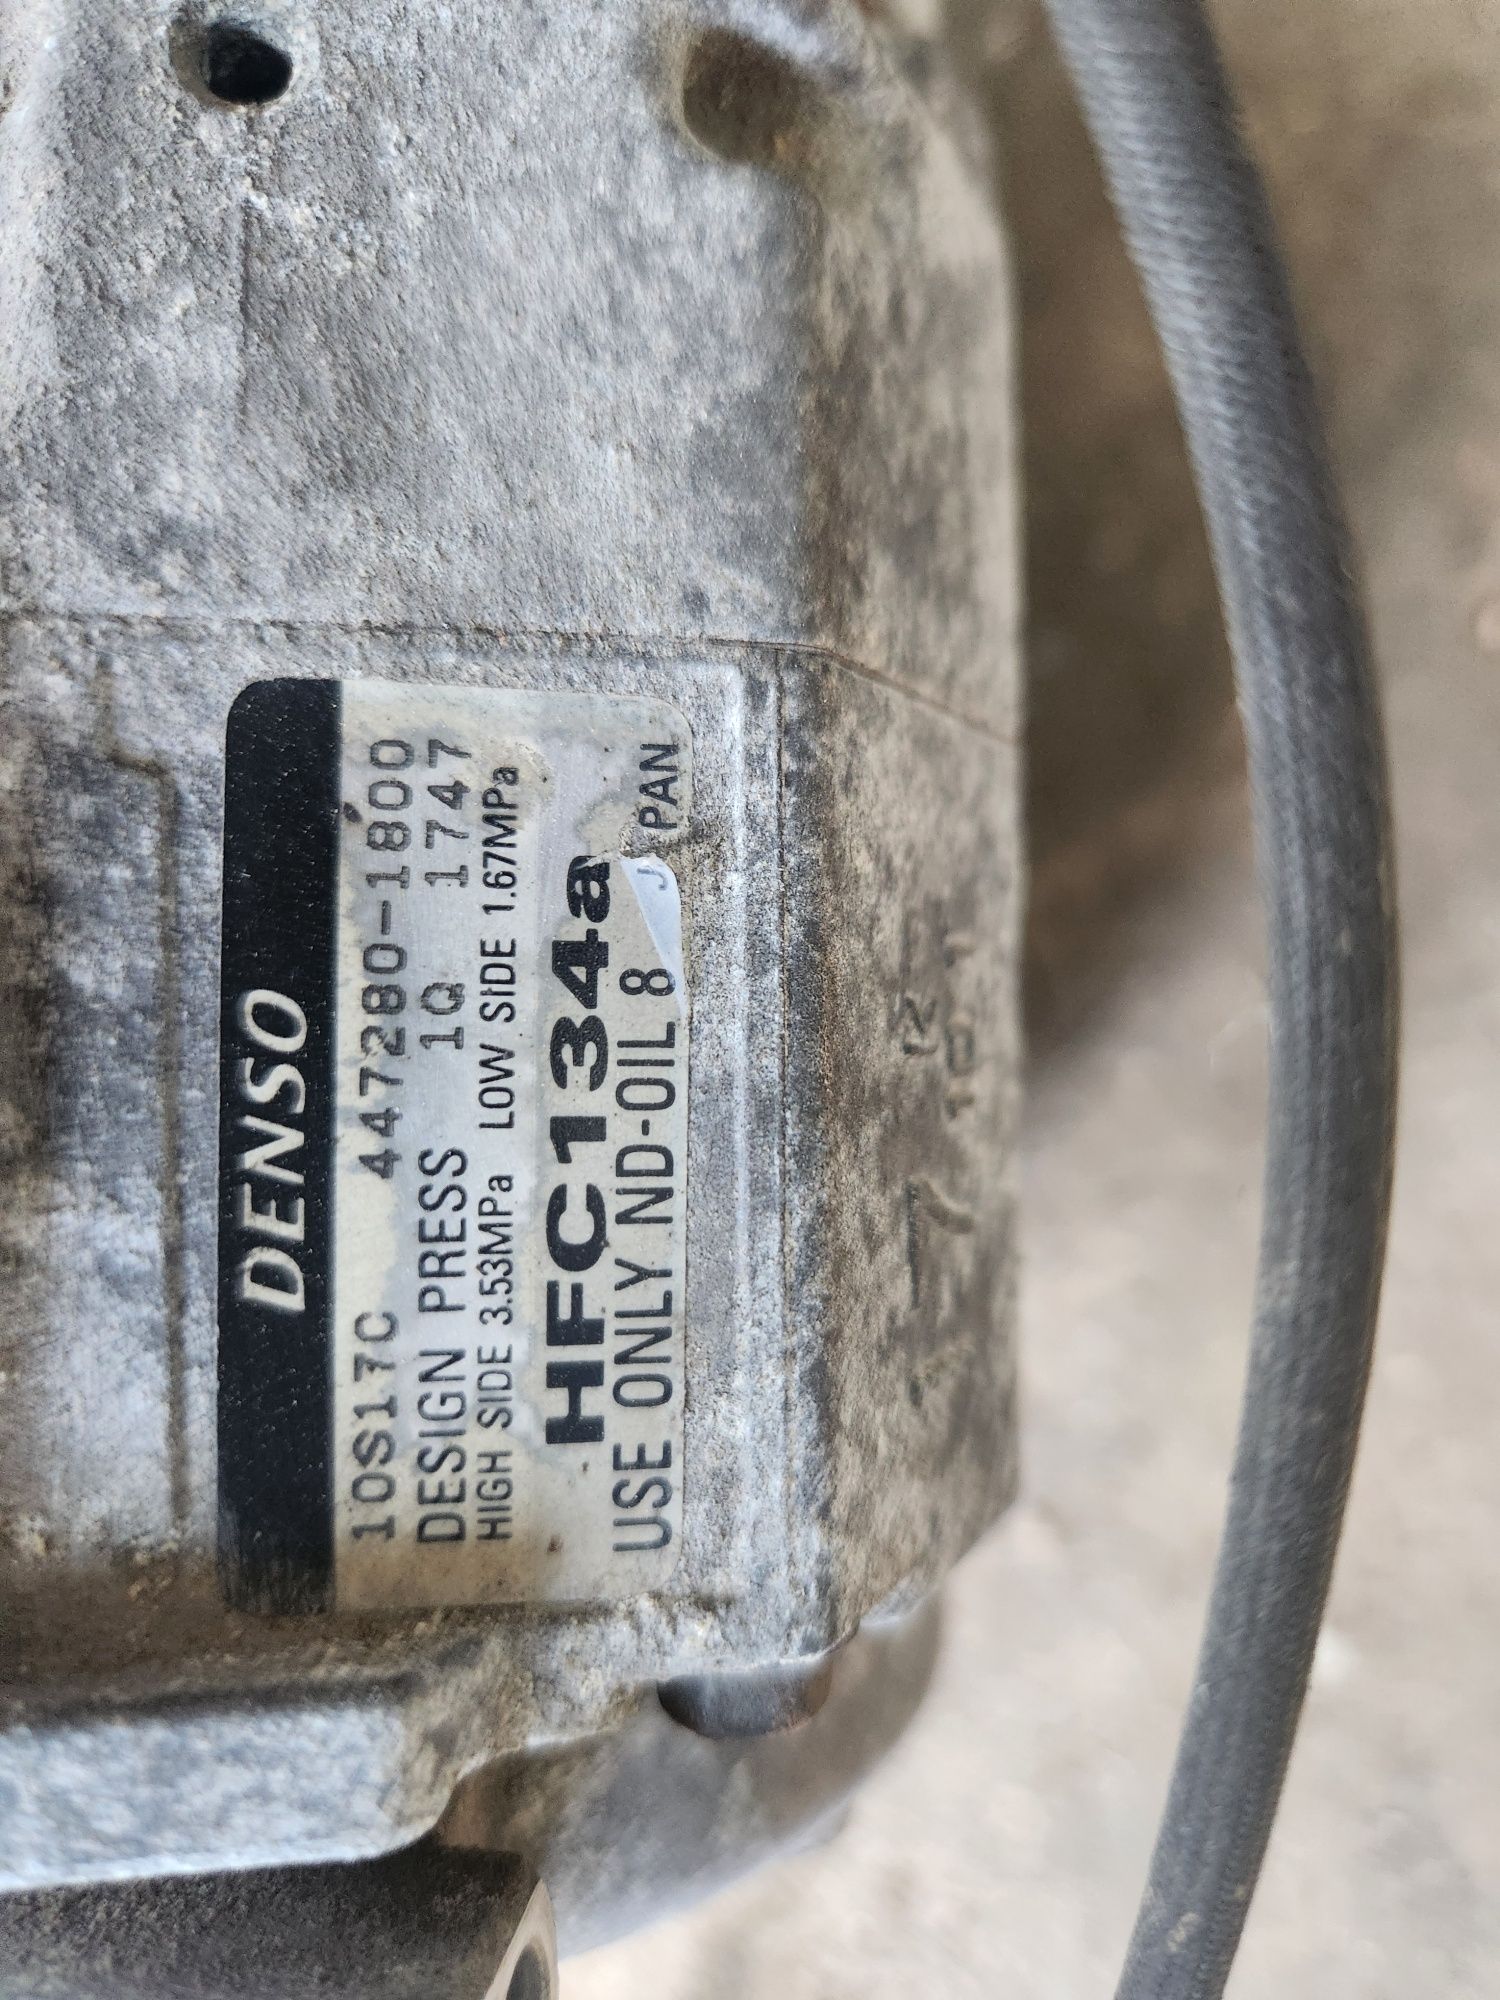 DENSO
10S17C 447280-1800
DESIGN PRESS 1Q 1747
HIGH SIDE 3.53MPa LOW SIDE 1.67MPa
HFC134a
USE ONLY ND-OIL 8 J PAN